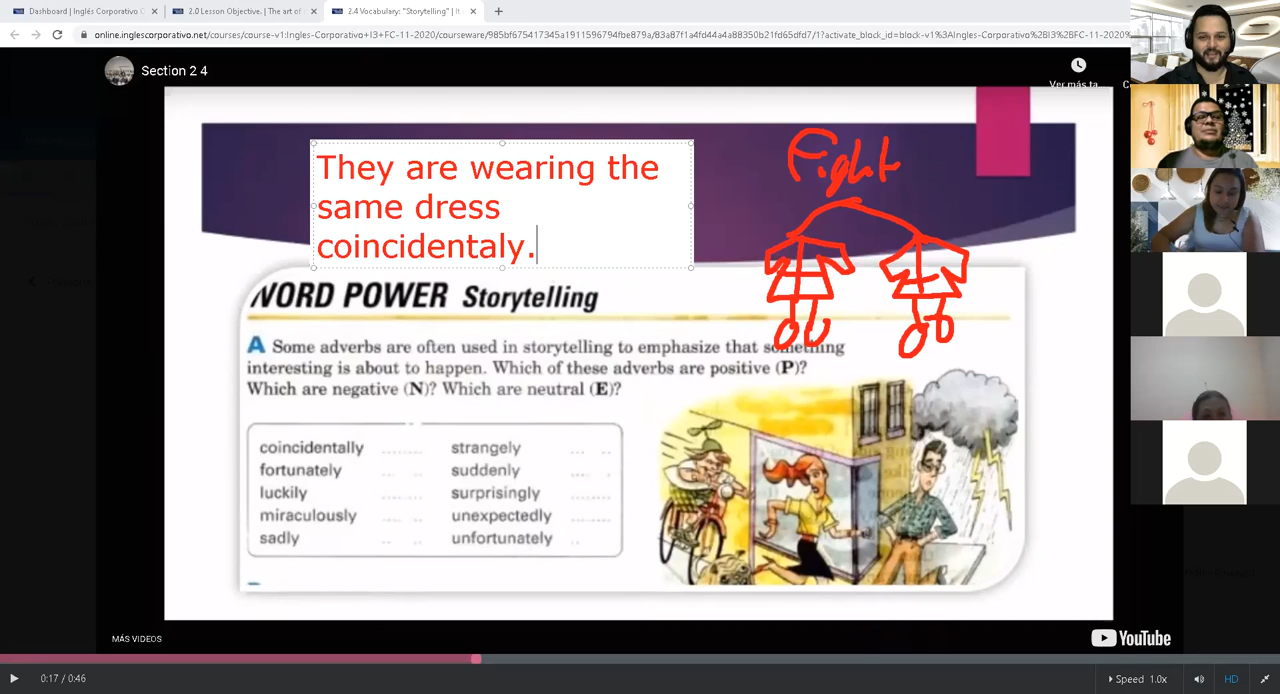 Dashboard | Inglés Corporativo O
2.0 Lesson Objective. | The art of
2.4 Vocabulary: "Storytelling" | It
online.inglescorporativo.net/courses/course-v1:Ingles-Corporativo+I3+FC-11-2020/courseware/985bf675417345a1911596794fbe879a/83a87f1a4fd44a4a88350b21fd65dfd7/1?activate_block_id=block-v1%3AIngles-Corporativo%2BI3%2BFC-11-2020%
Section 2 4
Ver más ta...
They are wearing the
same dress
coincidentaly.
Fight
WORD POWER Storytelling
A Some adverbs are often used in storytelling to emphasize that something
interesting is about to happen. Which of these adverbs are positive (P)?
Which are negative (N)? Which are neutral (E)?
coincidentally ........ strangely ... ..
fortunately .... .. suddenly .... .
luckily ........ surprisingly .......
miraculously .... .. unexpectedly .......
sadly .... .. unfortunately ..
MÁS VIDEOS
YouTube
0:17 / 0:46
Speed 1.0x
HD